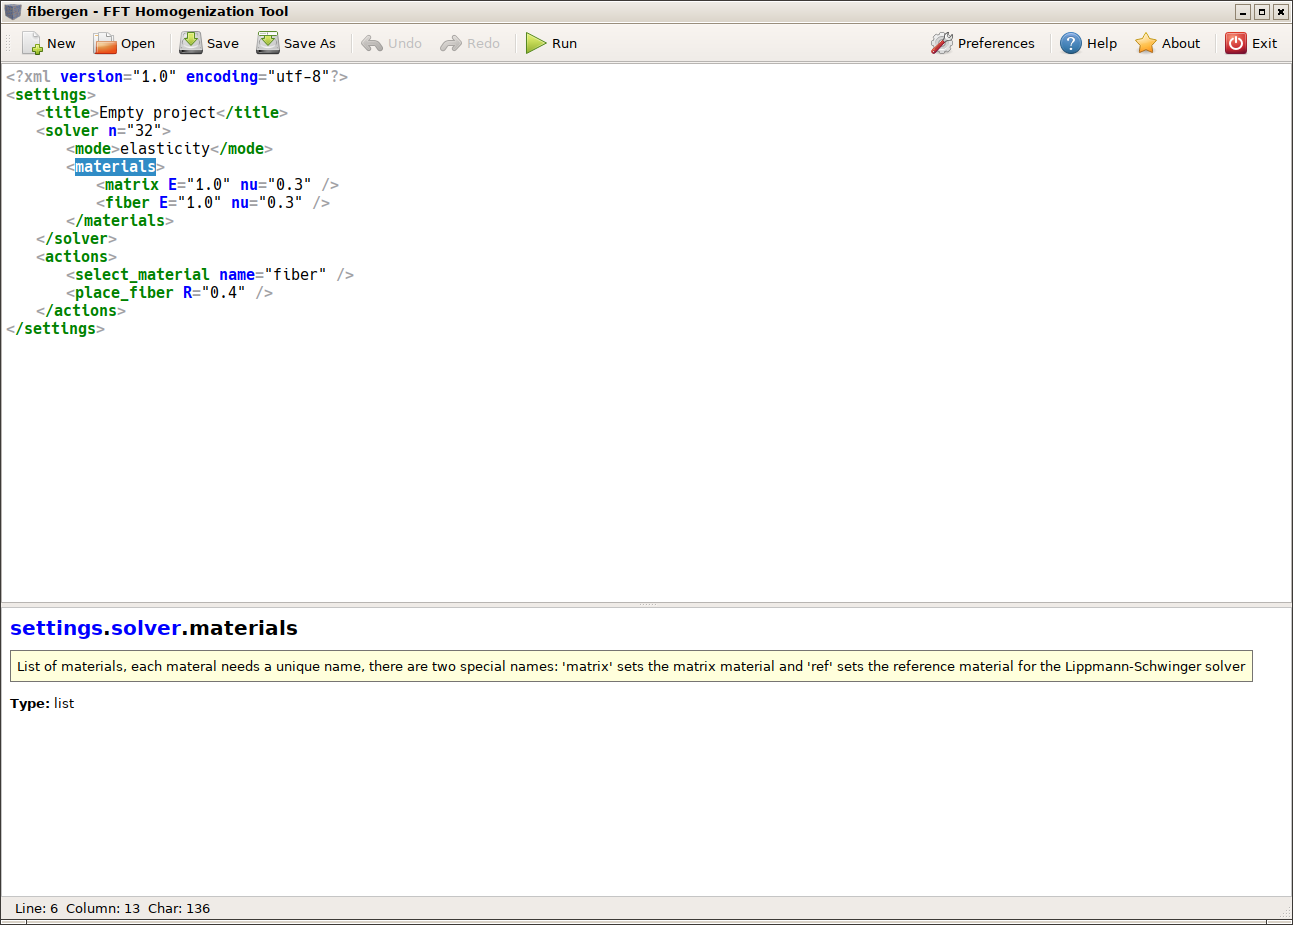 fibergen - FFT Homogenization Tool
New Open Save Save As Undo Redo Run Preferences Help About Exit
<?xml version="1.0" encoding="utf-8"?>
<settings>
    <title>Empty project</title>
    <solver n="32">
        <mode>elasticity</mode>
        <materials>
            <matrix E="1.0" nu="0.3" />
            <fiber E="1.0" nu="0.3" />
        </materials>
    </solver>
    <actions>
        <select_material name="fiber" />
        <place_fiber R="0.4" />
    </actions>
</settings>
settings.solver.materials
List of materials, each materal needs a unique name, there are two special names: 'matrix' sets the matrix material and 'ref' sets the reference material for the Lippmann-Schwinger solver
Type: list
Line: 6 Column: 13 Char: 136